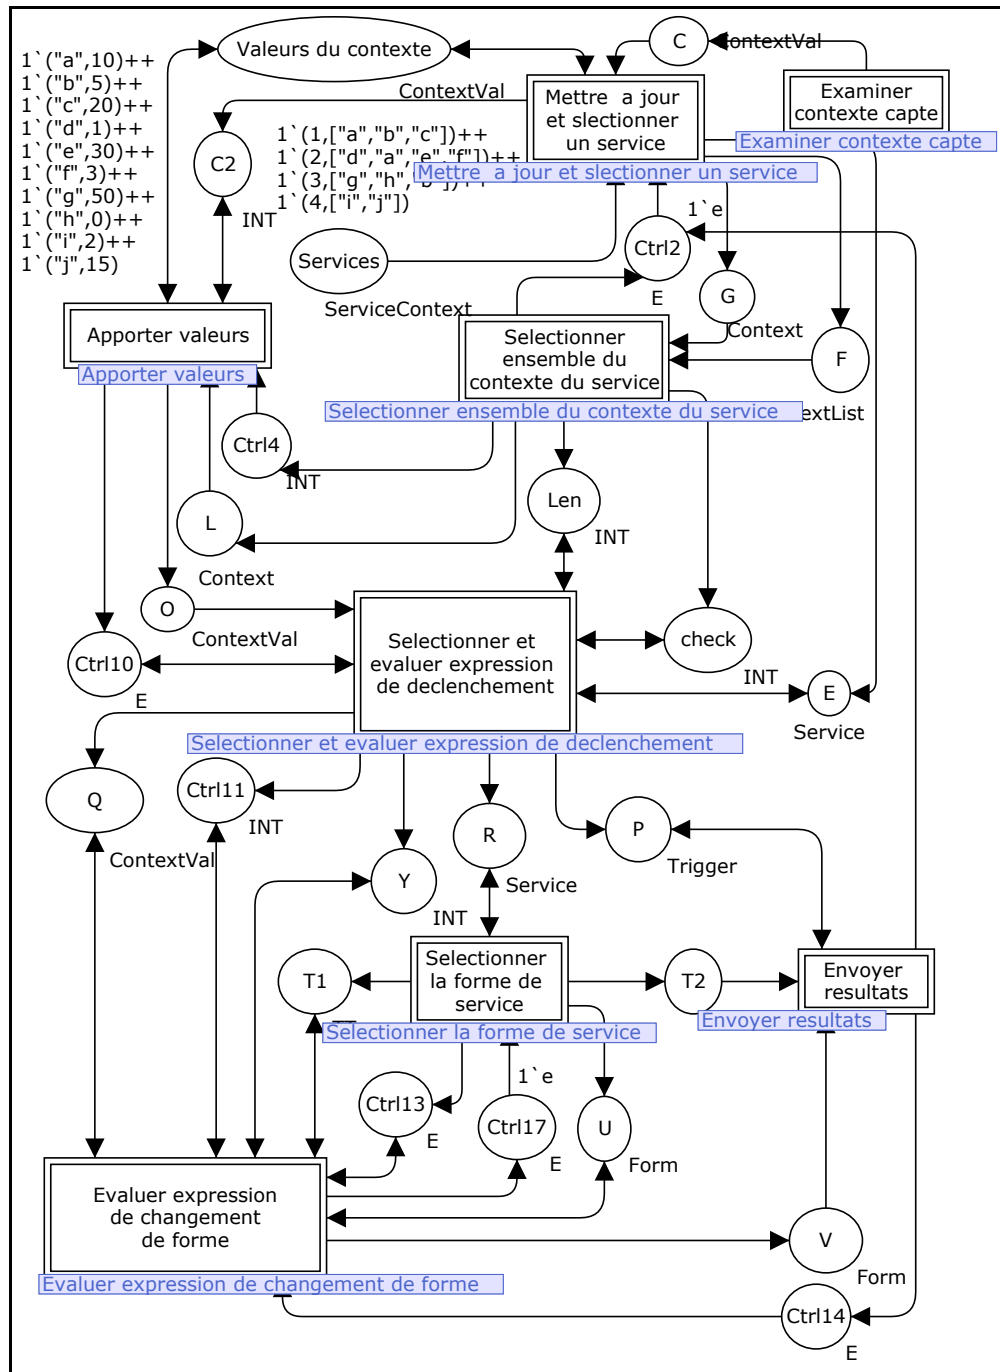 Valeurs du contexte
C
ContextVal
1`("a",10)++
1`("b",5)++
1`("c",20)++
1`("d",1)++
1`("e",30)++
1`("f",3)++
1`("g",50)++
1`("h",0)++
1`("i",2)++
1`("j",15)
ContextVal
Mettre a jour
et slectionner
un service
Mettre a jour et slectionner un service
Examiner
contexte capte
Examiner contexte capte
C2
INT
1`(1,["a","b","c"])++
1`(2,["d","a","e","f"])++
1`(3,["g","h","b"])++
1`(4,["i","j"])
1`e
Services
ServiceContext
Ctrl2
E
G
Context
Apporter valeurs
Apporter valeurs
Selectionner
ensemble du
contexte du service
Selectionner ensemble du contexte du service
F
extList
Ctrl4
INT
L
Context
Len
INT
O
ContextVal
Ctrl10
E
Selectionner et
evaluer expression
de declenchement
Selectionner et evaluer expression de declenchement
check
INT
E
Service
Q
ContextVal
Ctrl11
INT
Y
INT
R
Service
P
Trigger
T1
Selectionner
la forme de
service
Selectionner la forme de service
T2
Envoyer
resultats
Envoyer resultats
1`e
Ctrl13
E
Ctrl17
E
U
Form
Evaluer expression
de changement
de forme
Evaluer expression de changement de forme
V
Form
Ctrl14
E